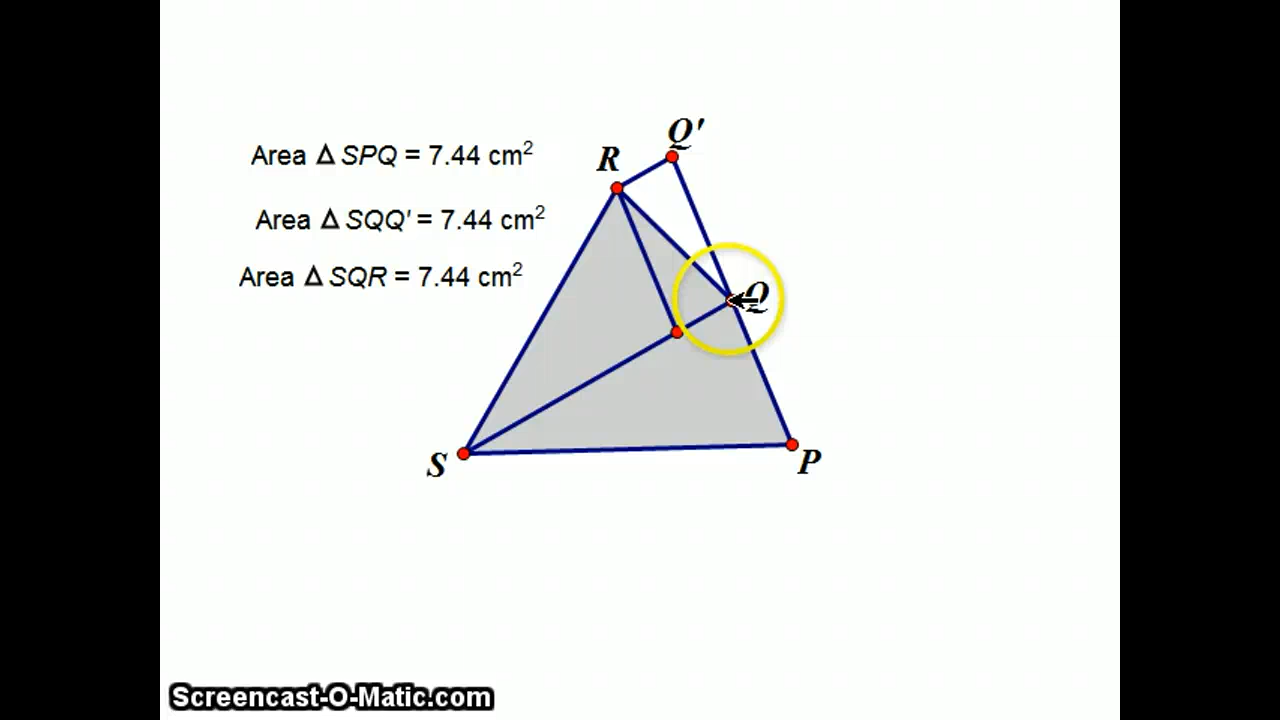 Q'
R
Area Δ SPQ = 7.44 cm²
Area Δ SQQ' = 7.44 cm²
Area Δ SQR = 7.44 cm²
Q
S
P
Screencast-O-Matic.com